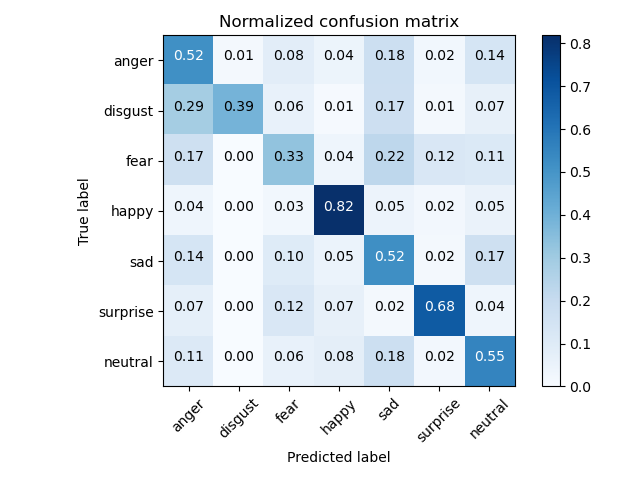 Normalized confusion matrix
anger 0.52 0.01 0.08 0.04 0.18 0.02 0.14
disgust 0.29 0.39 0.06 0.01 0.17 0.01 0.07
fear 0.17 0.00 0.33 0.04 0.22 0.12 0.11
happy 0.04 0.00 0.03 0.82 0.05 0.02 0.05
sad 0.14 0.00 0.10 0.05 0.52 0.02 0.17
surprise 0.07 0.00 0.12 0.07 0.02 0.68 0.04
neutral 0.11 0.00 0.06 0.08 0.18 0.02 0.55
True label
anger disgust fear happy sad surprise neutral
Predicted label
0.8
0.7
0.6
0.5
0.4
0.3
0.2
0.1
0.0